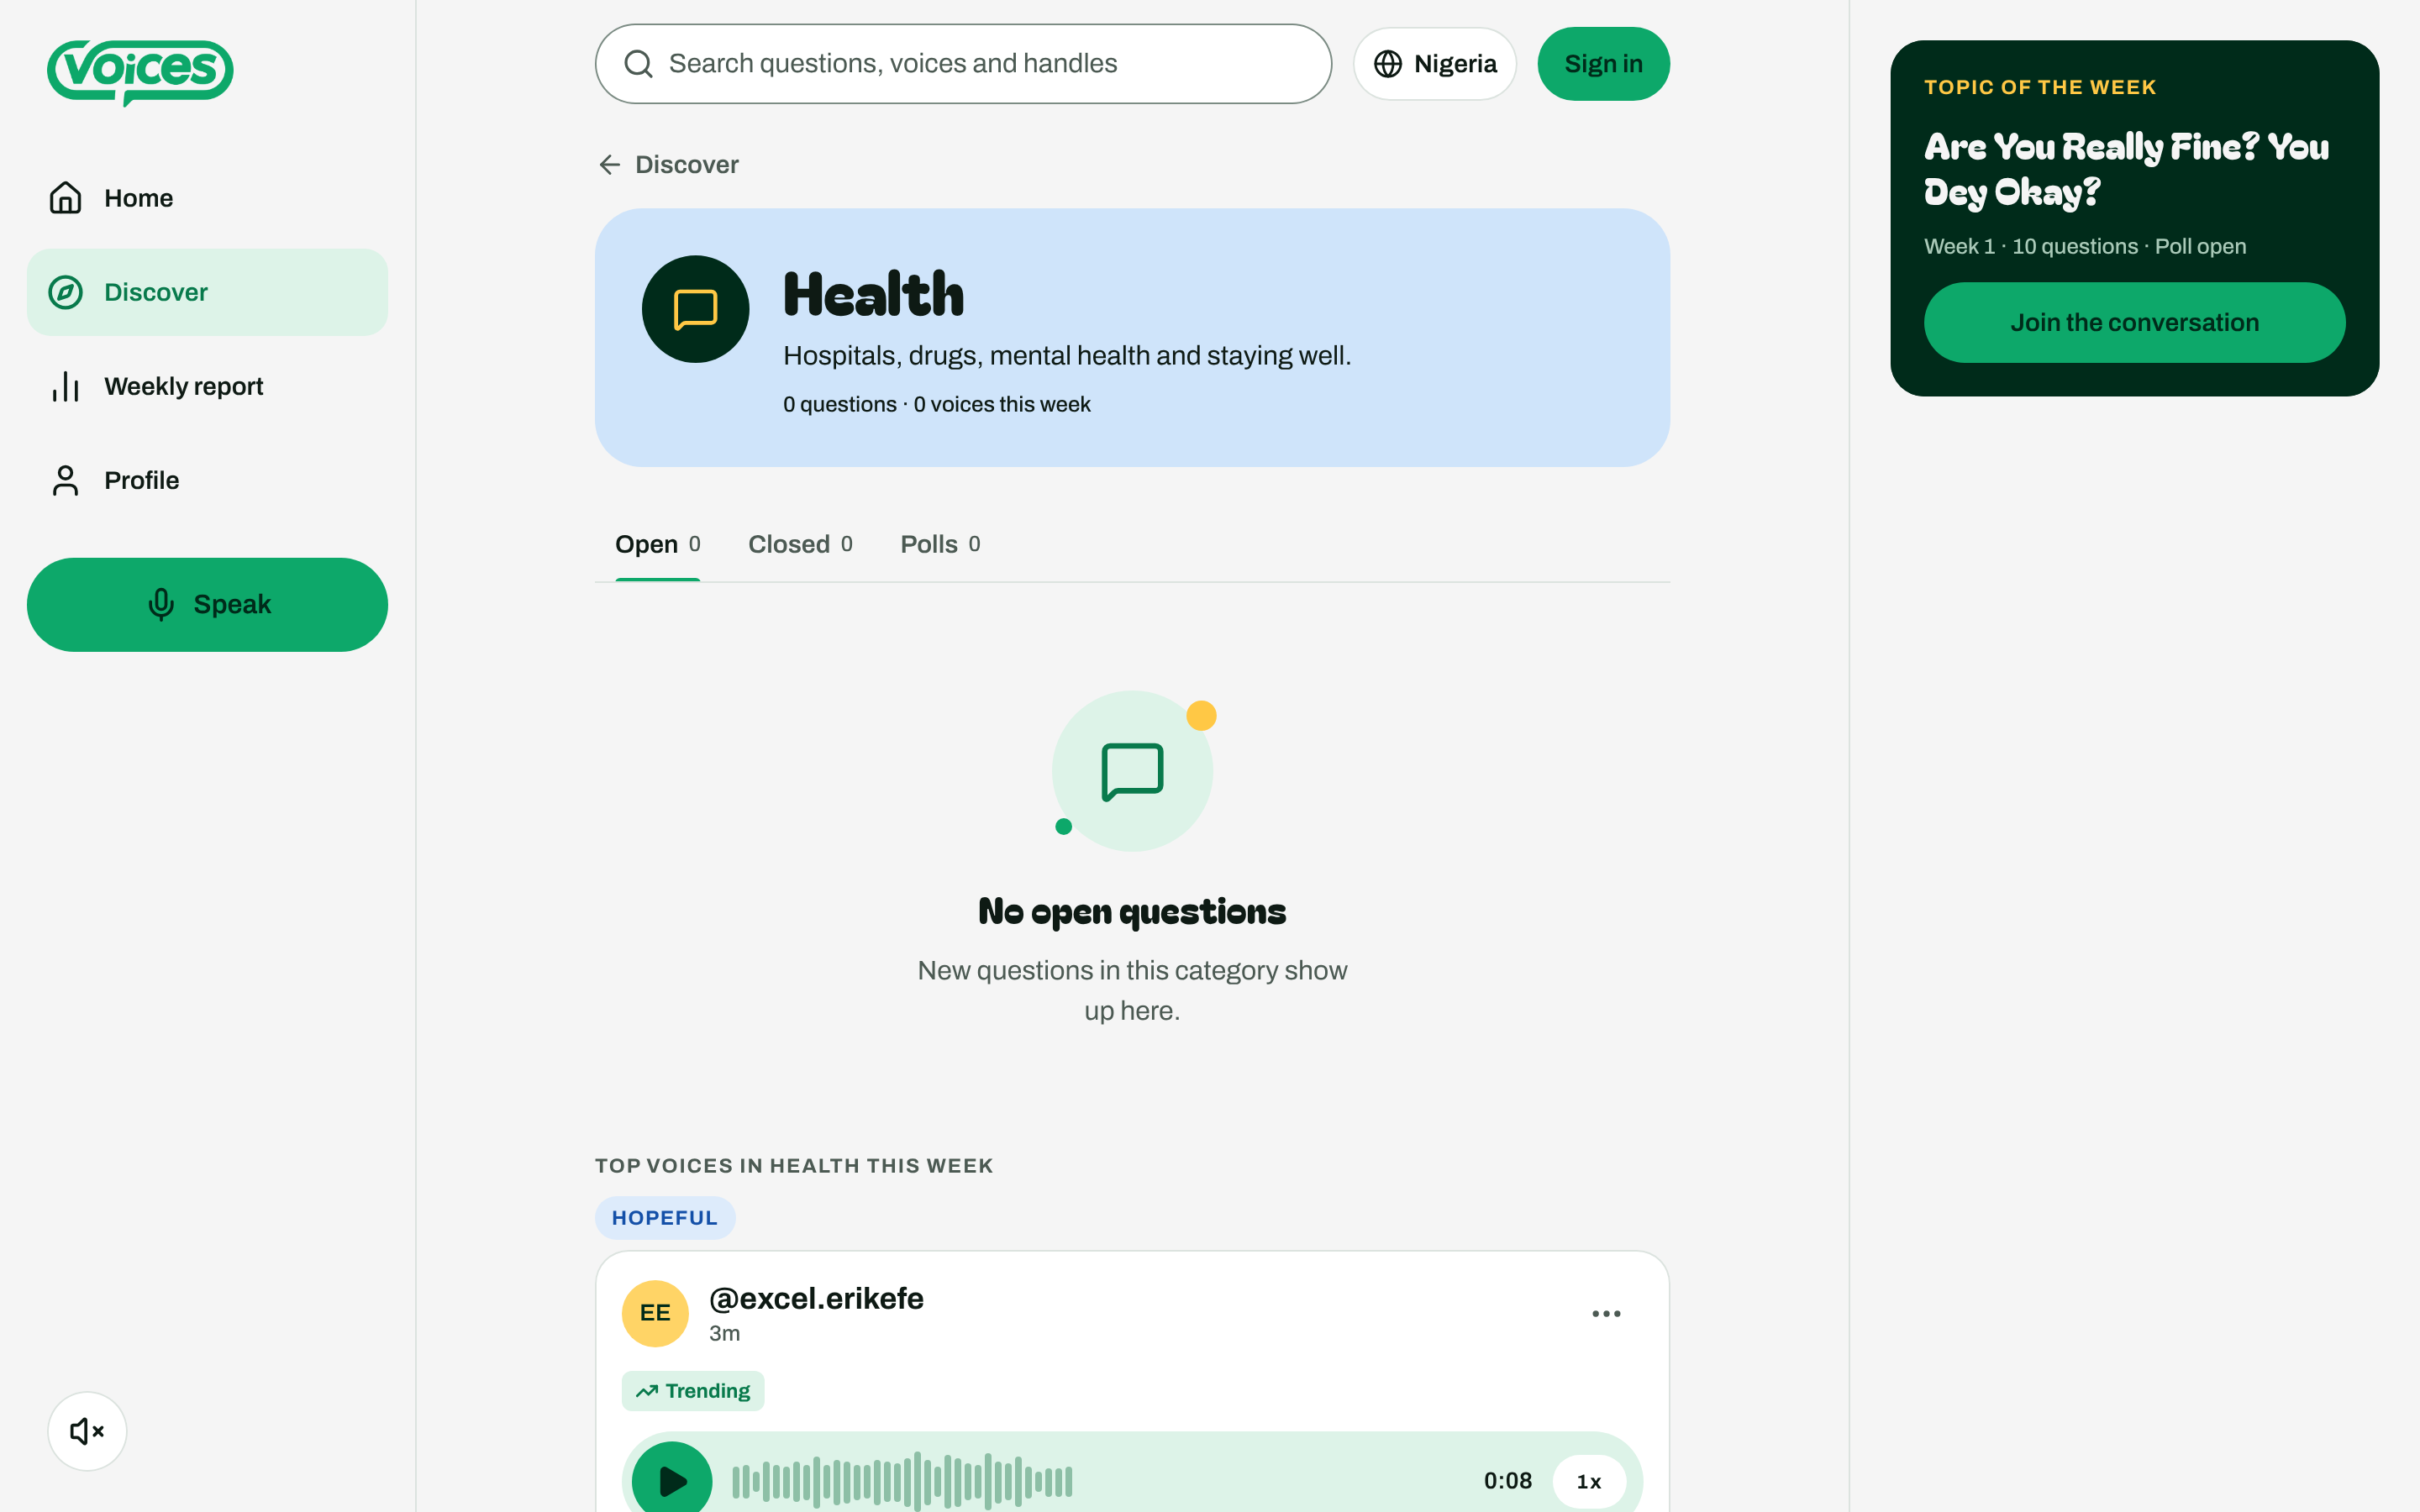 voices
Home
Discover
Weekly report
Profile
Speak
Search questions, voices and handles
Nigeria
Sign in
Discover
Health
Hospitals, drugs, mental health and staying well.
0 questions · 0 voices this week
Open 0
Closed 0
Polls 0
No open questions
New questions in this category show
up here.
TOP VOICES IN HEALTH THIS WEEK
HOPEFUL
EE
@excel.erikefe
3m
Trending
0:08
1x
TOPIC OF THE WEEK
Are You Really Fine? You
Dey Okay?
Week 1 · 10 questions · Poll open
Join the conversation